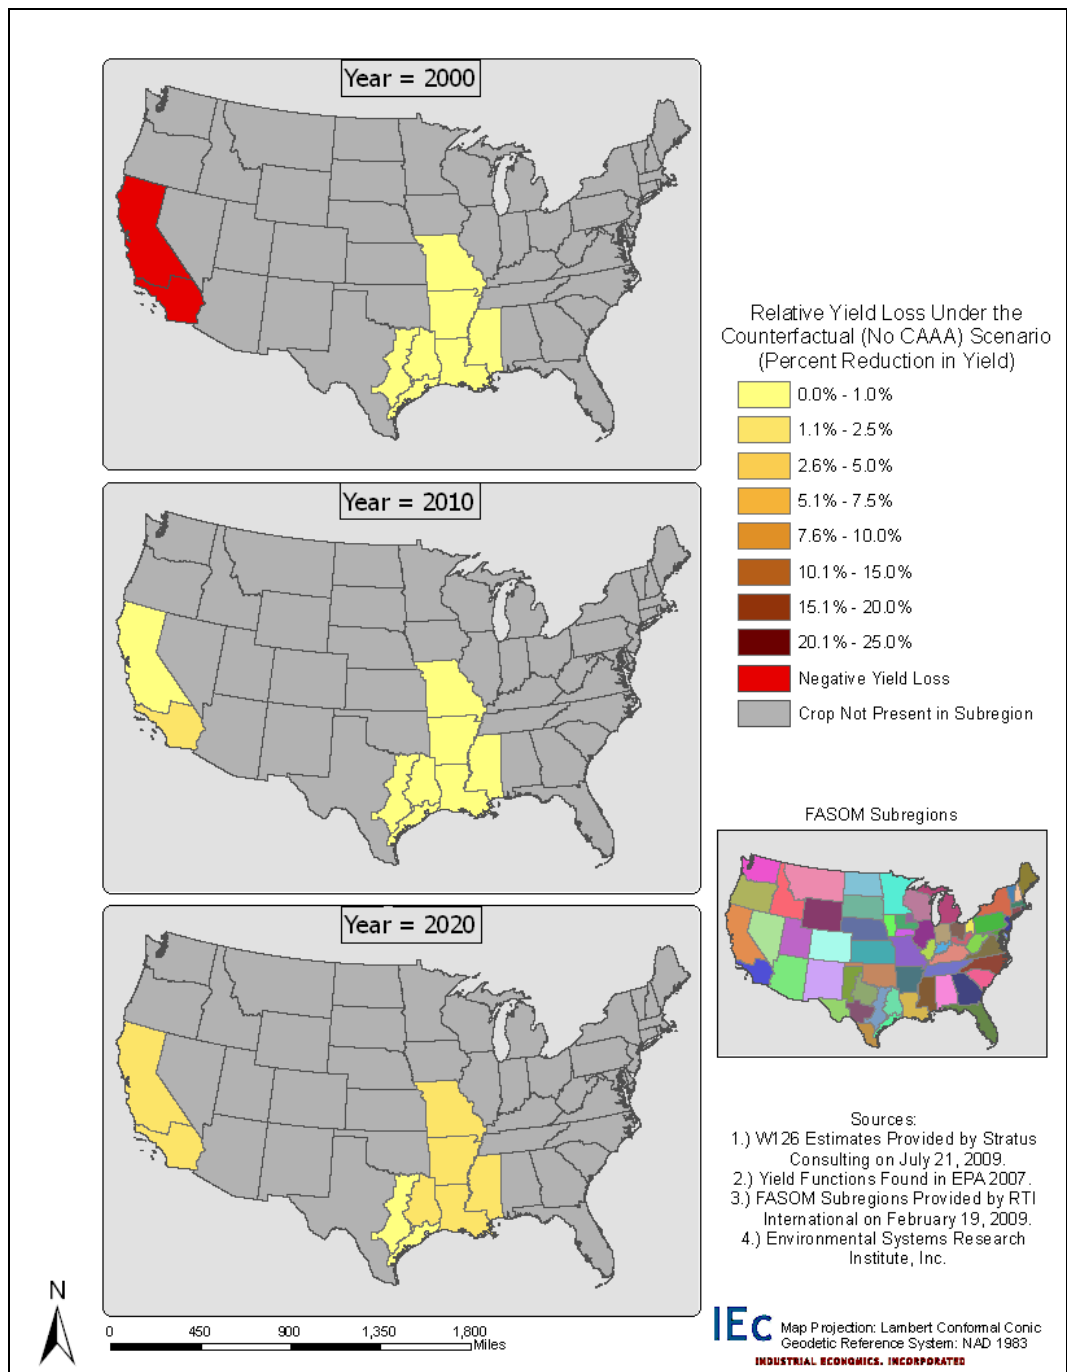 Year = 2000
Year = 2010
Year = 2020
Relative Yield Loss Under the
Counterfactual (No CAAA) Scenario
(Percent Reduction in Yield)
0.0% - 1.0%
1.1% - 2.5%
2.6% - 5.0%
5.1% - 7.5%
7.6% - 10.0%
10.1% - 15.0%
15.1% - 20.0%
20.1% - 25.0%
Negative Yield Loss
Crop Not Present in Subregion
FASOM Subregions
Sources:
1.) W126 Estimates Provided by Stratus
Consulting on July 21, 2009.
2.) Yield Functions Found in EPA 2007.
3.) FASOM Subregions Provided by RTI
International on February 19, 2009.
4.) Environmental Systems Research
Institute, Inc.
N
0 450 900 1,350 1,800
Miles
IEc
Map Projection: Lambert Conformal Conic
Geodetic Reference System: NAD 1983
INDUSTRIAL ECONOMICS, INCORPORATED